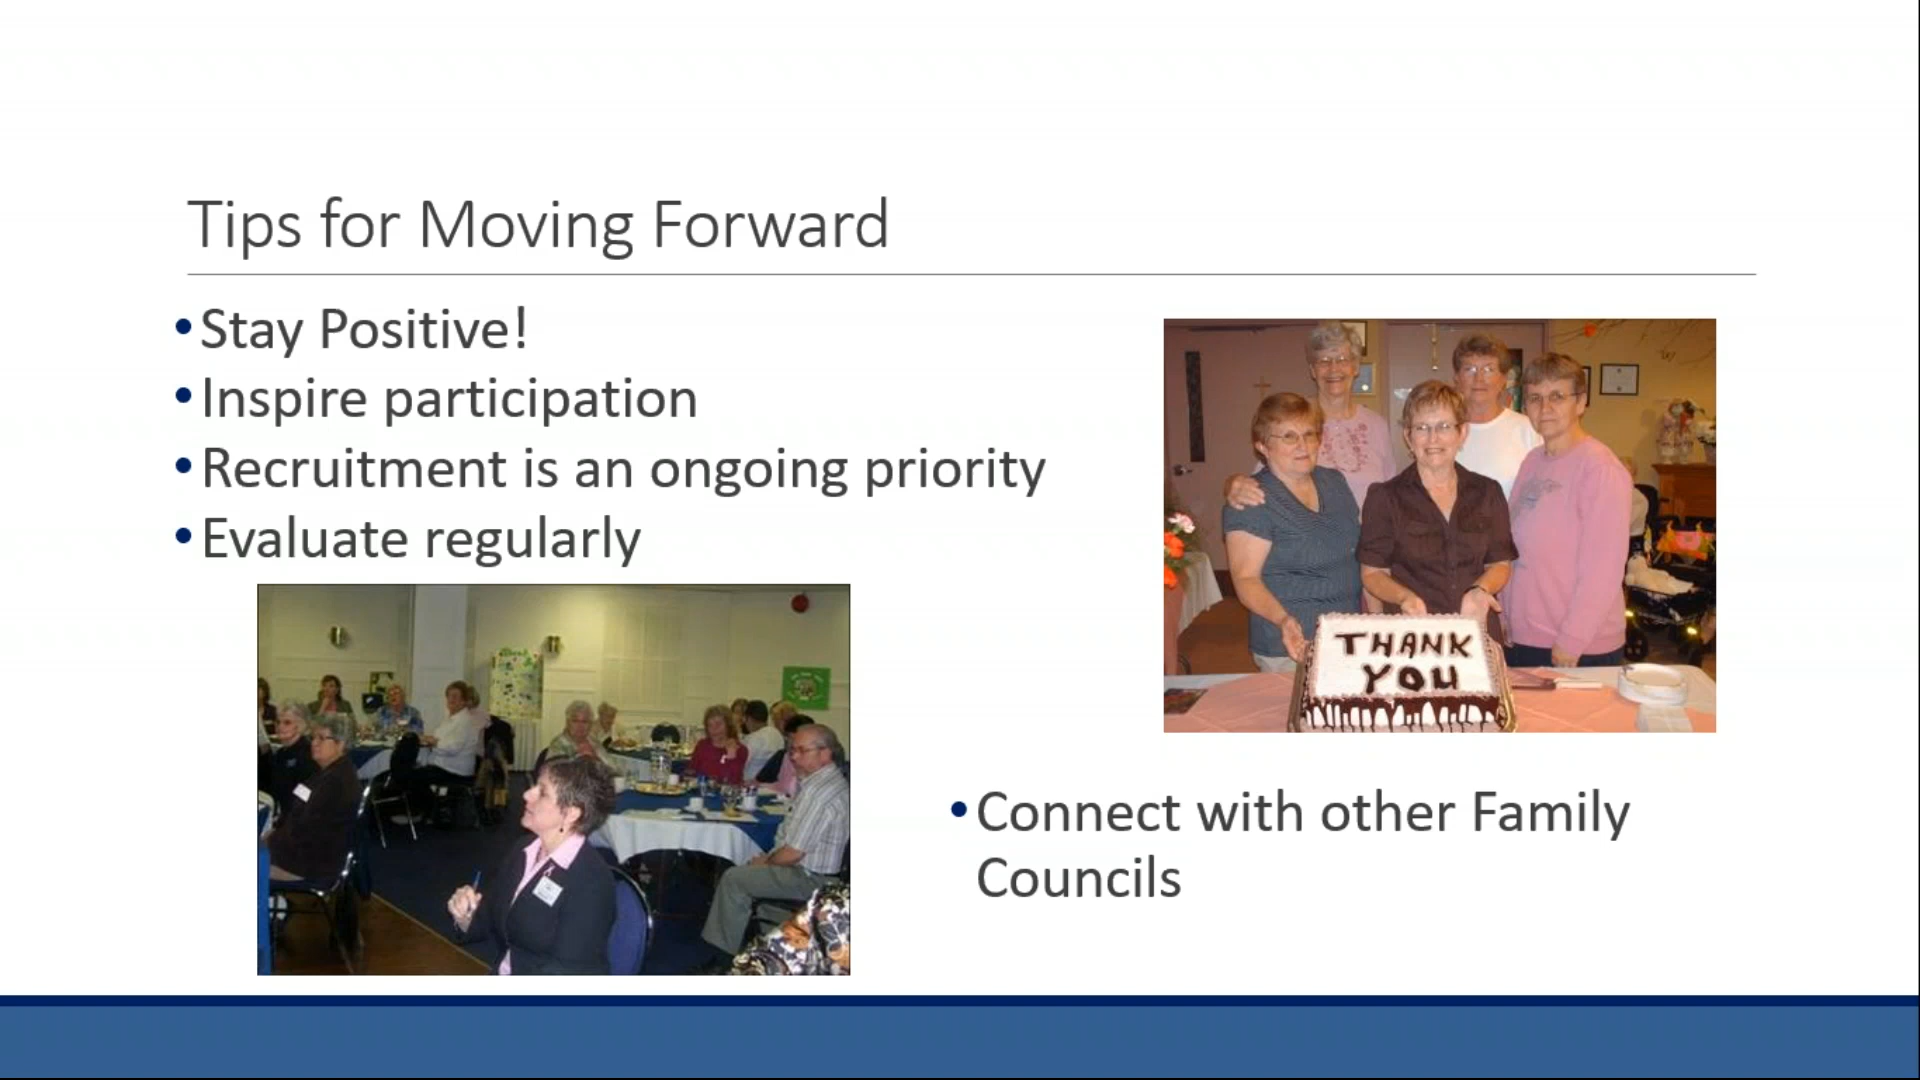 Tips for Moving Forward
•Stay Positive!
•Inspire participation
•Recruitment is an ongoing priority
•Evaluate regularly
THANK
YOU
•Connect with other Family
Councils